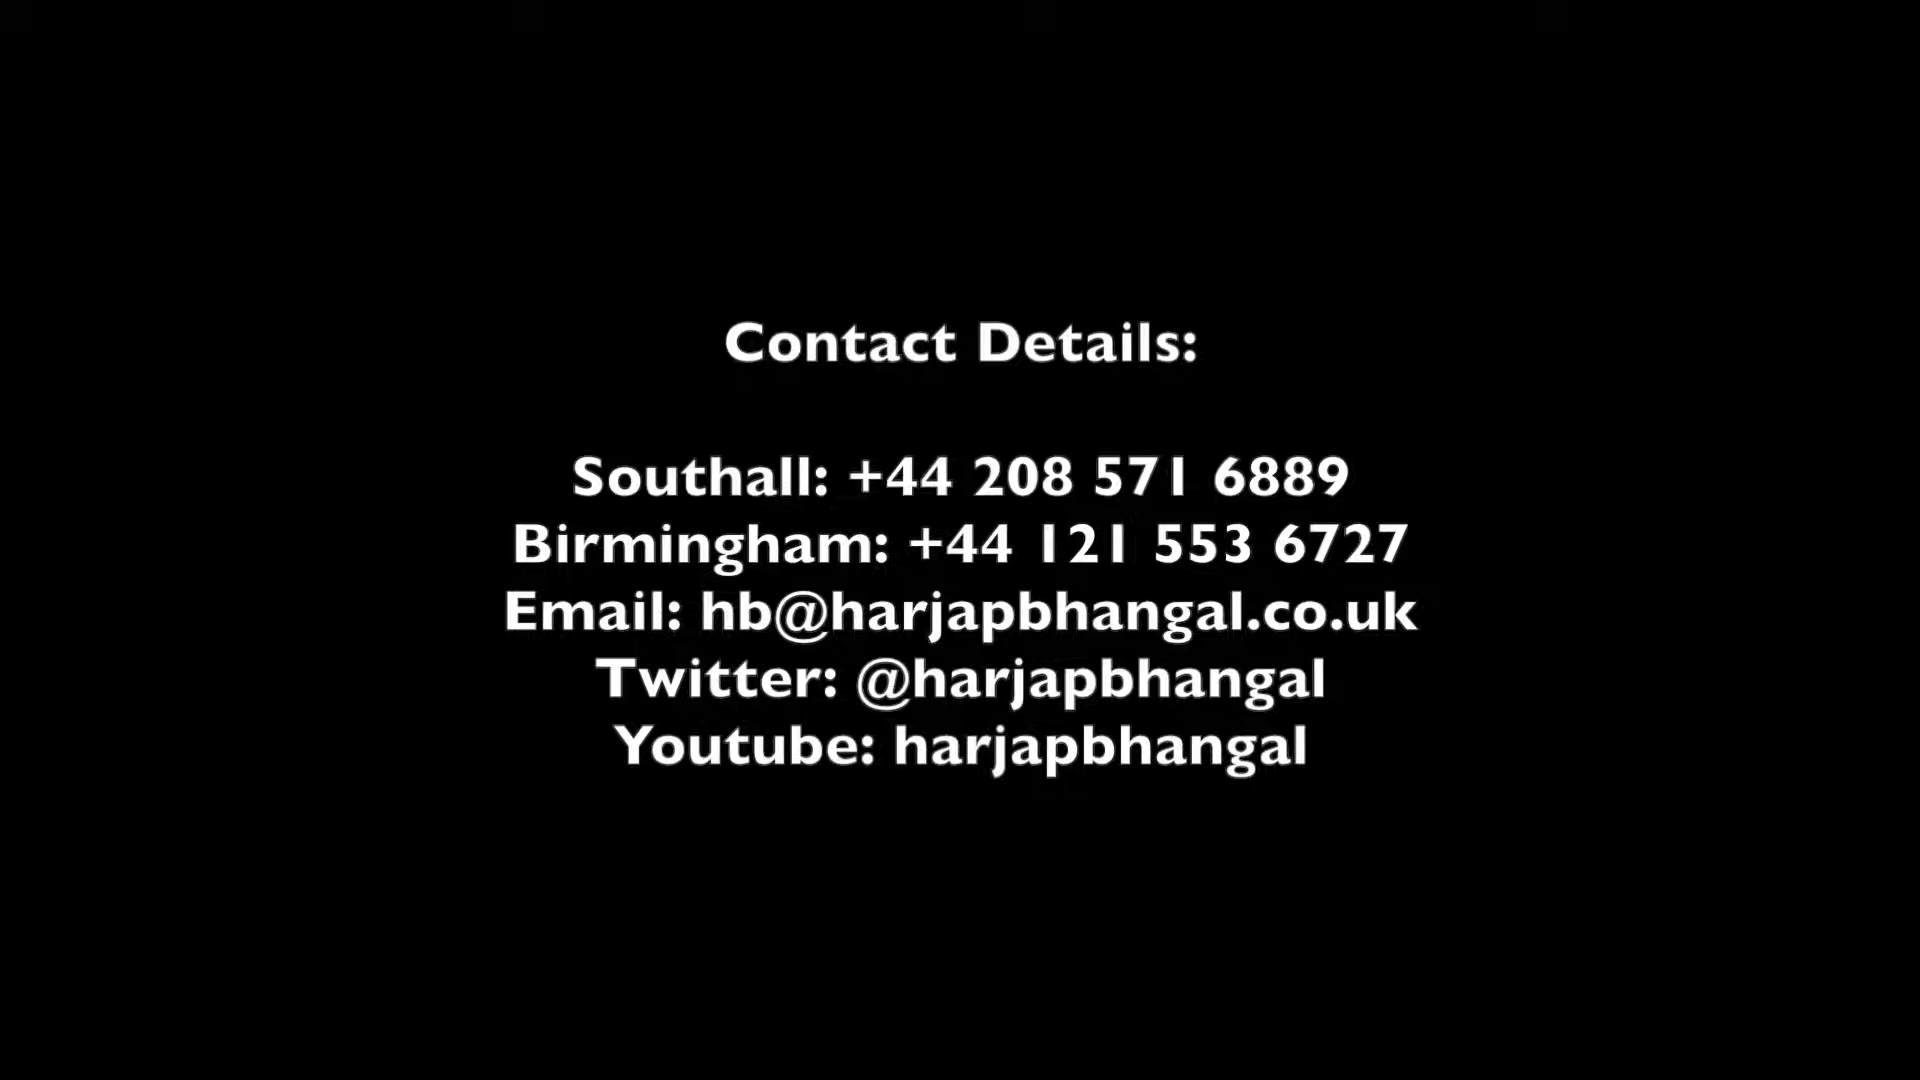 Contact Details:
Southall: +44 208 571 6889
Birmingham: +44 121 553 6727
Email: hb@harjapbhangal.co.uk
Twitter: @harjapbhangal
Youtube: harjapbhangal